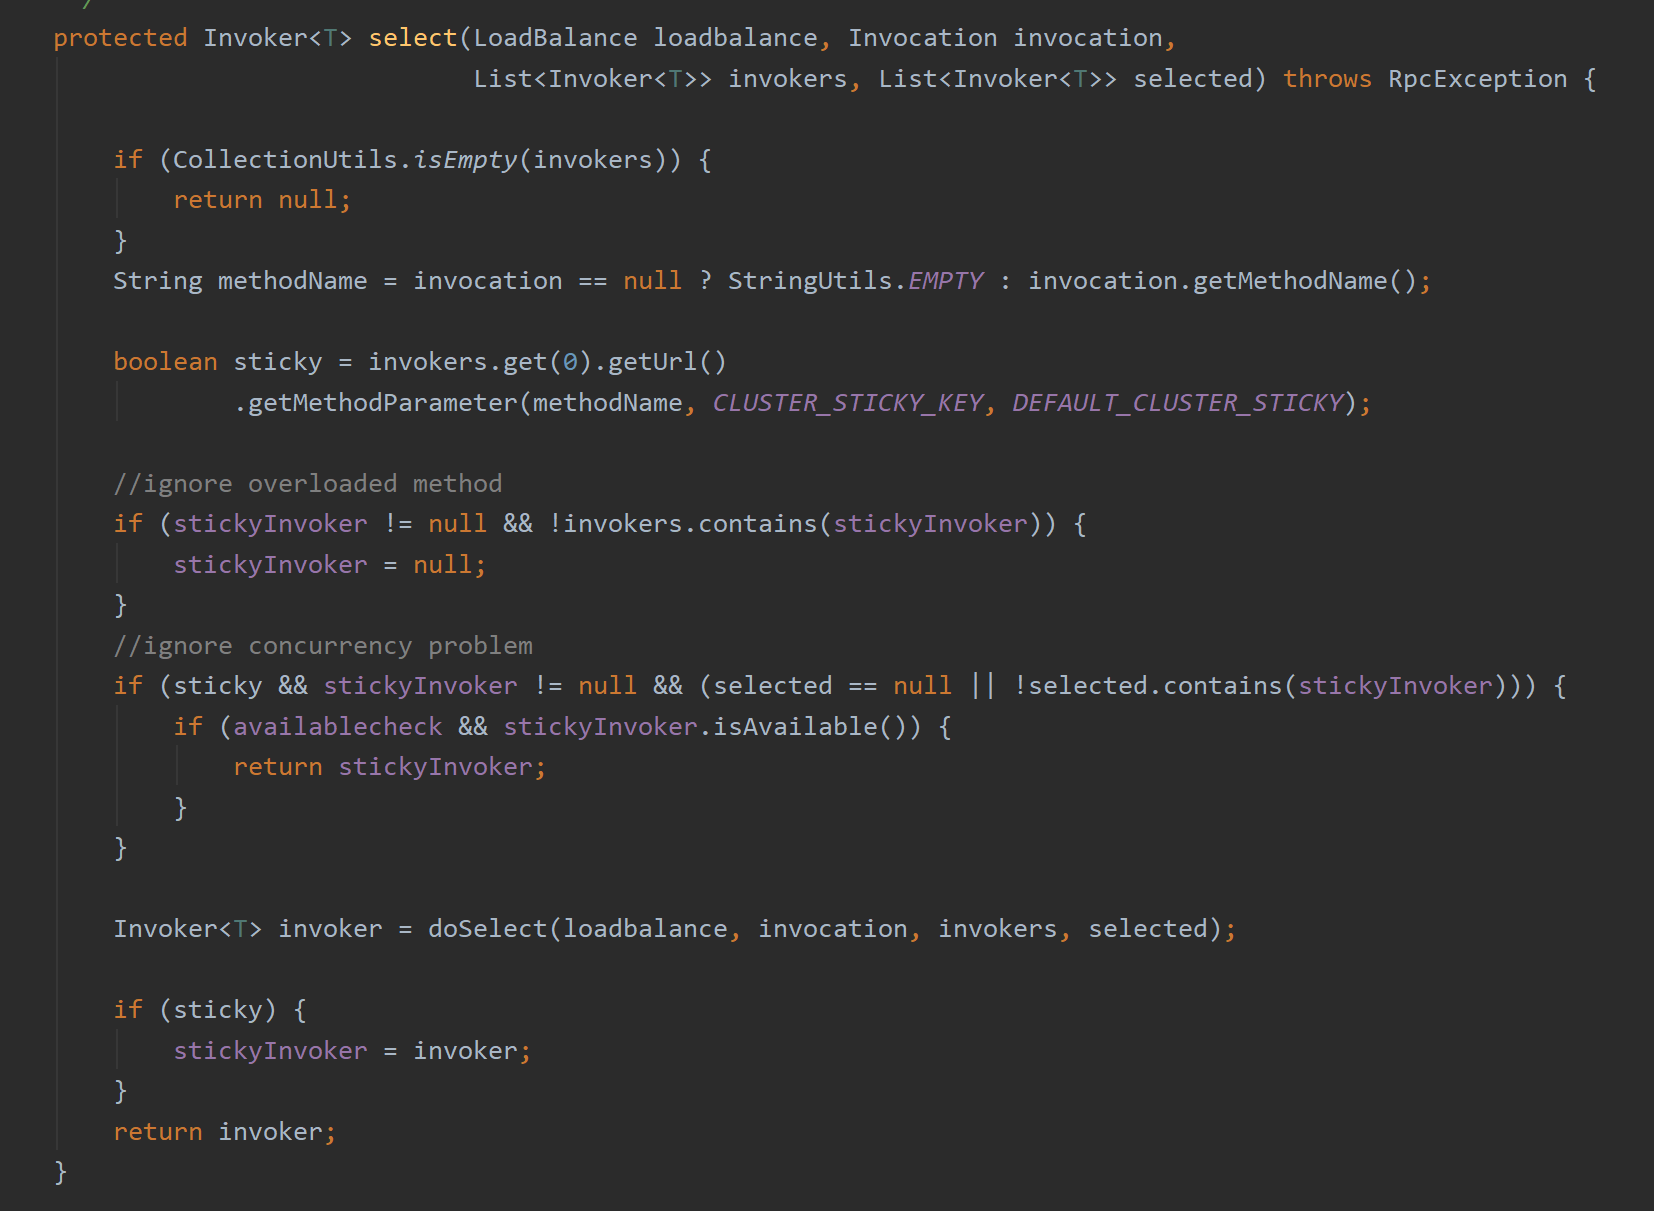 /
protected Invoker<T> select(LoadBalance loadbalance, Invocation invocation,
                            List<Invoker<T>> invokers, List<Invoker<T>> selected) throws RpcException {

    if (CollectionUtils.isEmpty(invokers)) {
        return null;
    }
    String methodName = invocation == null ? StringUtils.EMPTY : invocation.getMethodName();

    boolean sticky = invokers.get(0).getUrl()
            .getMethodParameter(methodName, CLUSTER_STICKY_KEY, DEFAULT_CLUSTER_STICKY);

    //ignore overloaded method
    if (stickyInvoker != null && !invokers.contains(stickyInvoker)) {
        stickyInvoker = null;
    }
    //ignore concurrency problem
    if (sticky && stickyInvoker != null && (selected == null || !selected.contains(stickyInvoker))) {
        if (availablecheck && stickyInvoker.isAvailable()) {
            return stickyInvoker;
        }
    }

    Invoker<T> invoker = doSelect(loadbalance, invocation, invokers, selected);

    if (sticky) {
        stickyInvoker = invoker;
    }
    return invoker;
}